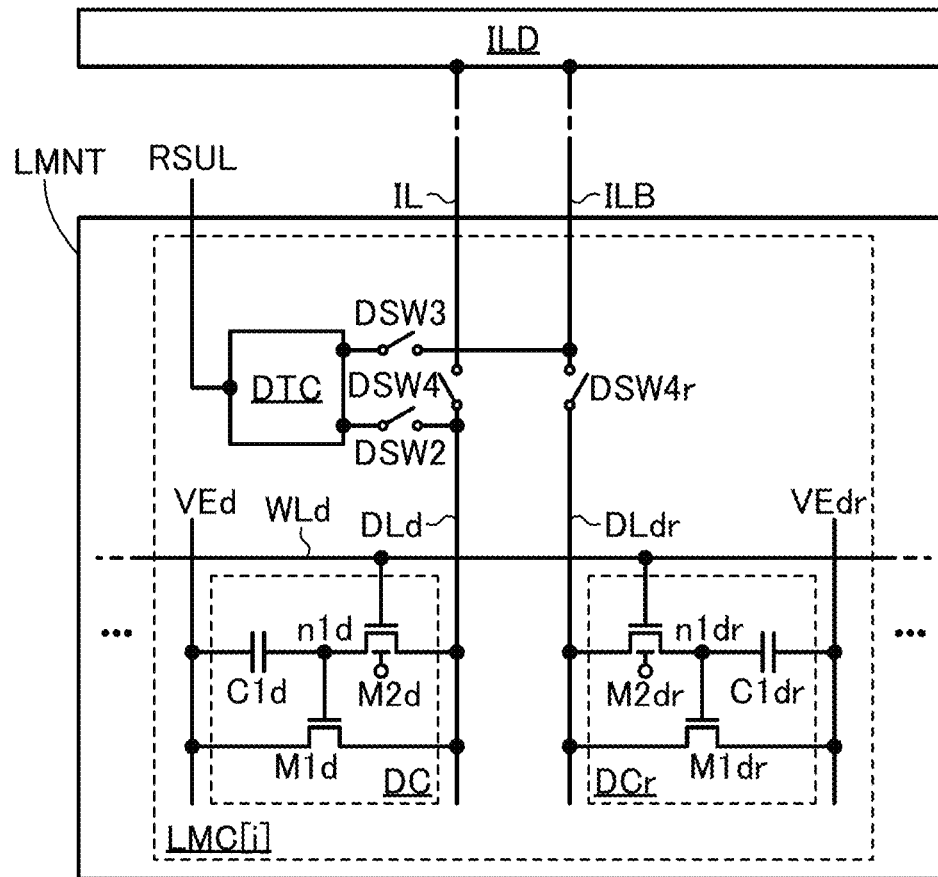 ILD
LMNT
RSUL
IL
ILB
DSW3
DTC
DSW4
DSW4r
DSW2
VEd
WLd
DLd
DLdr
VEdr
...
...
n1d
n1dr
C1d
M2d
M2dr
C1dr
M1d
M1dr
DC
DCr
LMC[i]